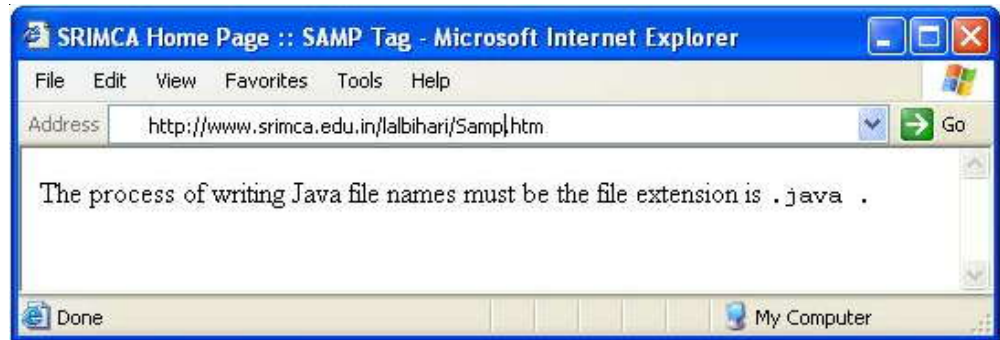 SRIMCA Home Page :: SAMP Tag - Microsoft Internet Explorer
File Edit View Favorites Tools Help
Address http://www.srimca.edu.in/lalbihari/Samp.htm Go
The process of writing Java file names must be the file extension is .java .
Done My Computer